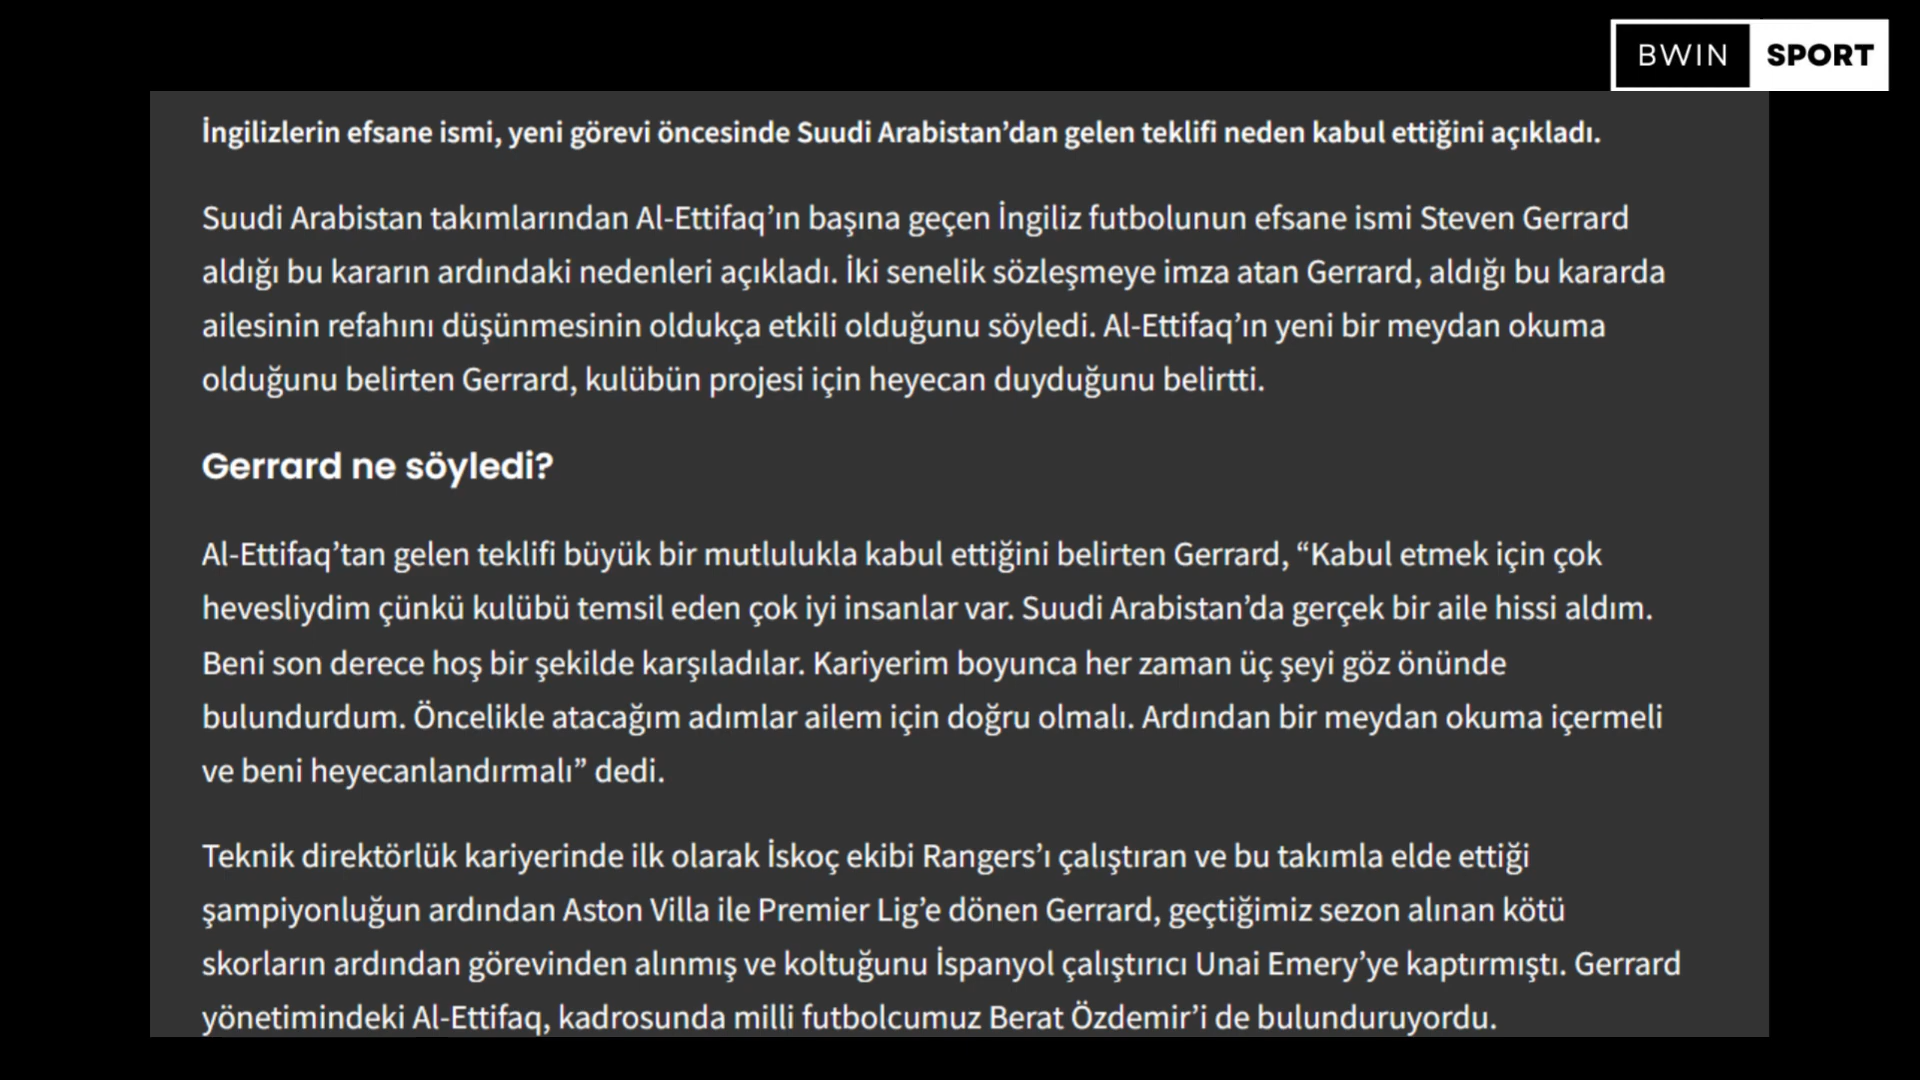 BWIN SPORT
İngilizlerin efsane ismi, yeni görevi öncesinde Suudi Arabistan’dan gelen teklifi neden kabul ettiğini açıkladı.
Suudi Arabistan takımlarından Al-Ettifaq’ın başına geçen İngiliz futbolunun efsane ismi Steven Gerrard
aldığı bu kararın ardındaki nedenleri açıkladı. İki senelik sözleşmeye imza atan Gerrard, aldığı bu kararda
ailesinin refahını düşünmesinin oldukça etkili olduğunu söyledi. Al-Ettifaq’ın yeni bir meydan okuma
olduğunu belirten Gerrard, kulübün projesi için heyecan duyduğunu belirtti.
Gerrard ne söyledi?
Al-Ettifaq’tan gelen teklifi büyük bir mutlulukla kabul ettiğini belirten Gerrard, “Kabul etmek için çok
hevesliydim çünkü kulübü temsil eden çok iyi insanlar var. Suudi Arabistan’da gerçek bir aile hissi aldım.
Beni son derece hoş bir şekilde karşıladılar. Kariyerim boyunca her zaman üç şeyi göz önünde
bulundurdum. Öncelikle atacağım adımlar ailem için doğru olmalı. Ardından bir meydan okuma içermeli
ve beni heyecanlandırmalı” dedi.
Teknik direktörlük kariyerinde ilk olarak İskoç ekibi Rangers’ı çalıştıran ve bu takımla elde ettiği
şampiyonluğun ardından Aston Villa ile Premier Lig’e dönen Gerrard, geçtiğimiz sezon alınan kötü
skorların ardından görevinden alınmış ve koltuğunu İspanyol çalıştırıcı Unai Emery’ye kaptırmıştı. Gerrard
yönetimindeki Al-Ettifaq, kadrosunda milli futbolcumuz Berat Özdemir’i de bulunduruyordu.